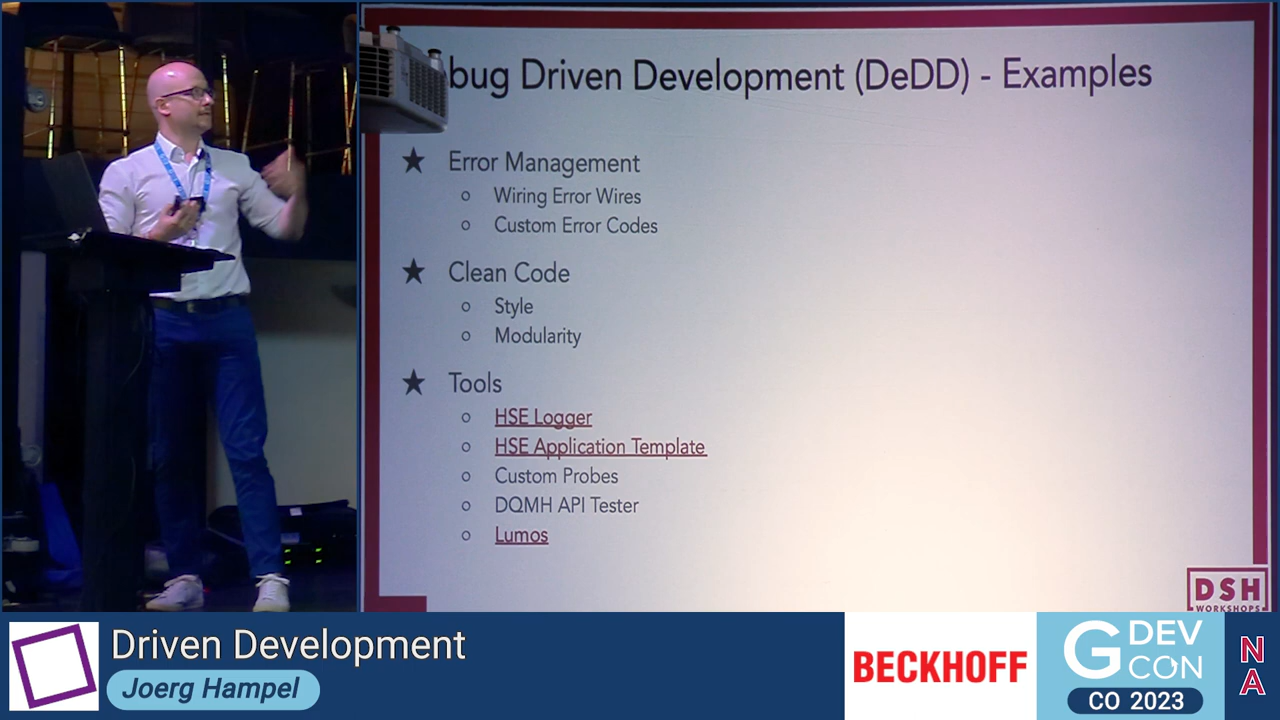 bug Driven Development (DeDD) - Examples
★ Error Management
o Wiring Error Wires
o Custom Error Codes
★ Clean Code
o Style
o Modularity
★ Tools
o HSE Logger
o HSE Application Template
o Custom Probes
o DQMH API Tester
o Lumos
DSH
WORKSHOPS
Driven Development
Joerg Hampel
BECKHOFF
G DEV CON
CO 2023
NA